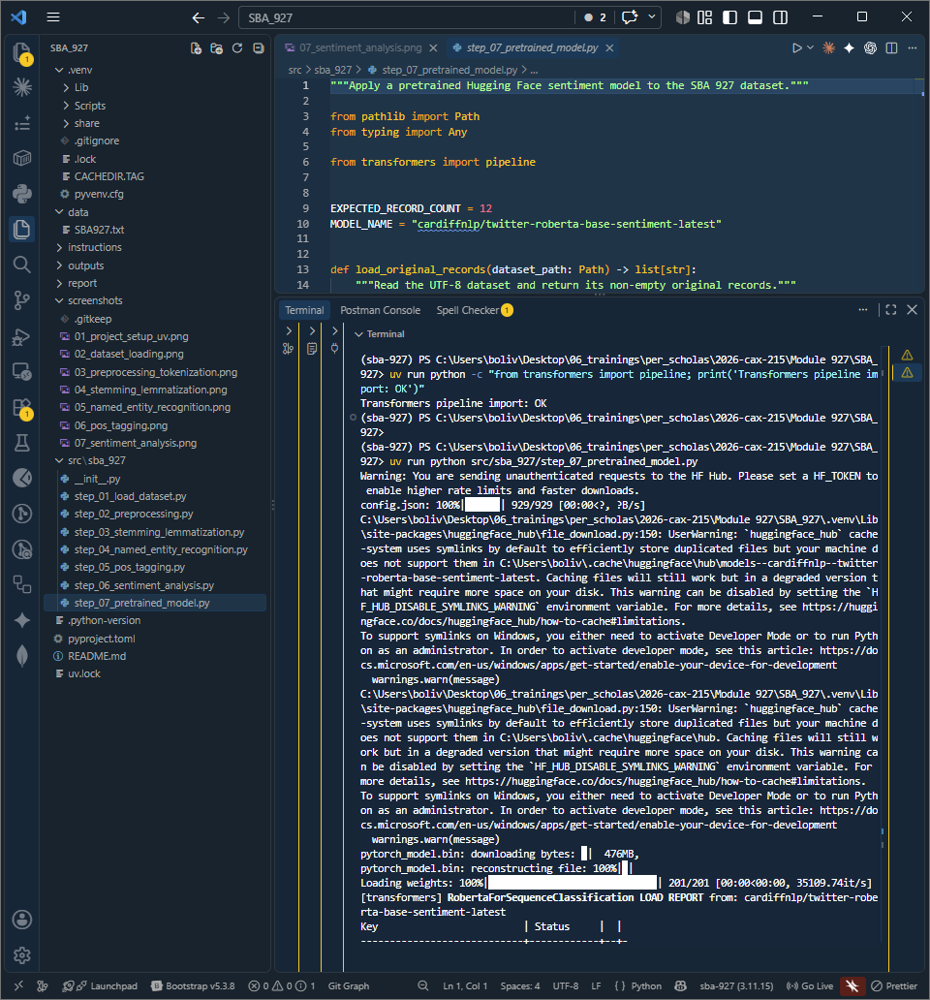 SBA_927
2
SBA_927
.venv
Lib
Scripts
share
.gitignore
.lock
CACHEDIR.TAG
pyvenv.cfg
data
SBA927.txt
instructions
outputs
report
screenshots
.gitkeep
01_project_setup_uv.png
02_dataset_loading.png
03_preprocessing_tokenization.png
04_stemming_lemmatization.png
05_named_entity_recognition.png
06_pos_tagging.png
07_sentiment_analysis.png
src\sba_927
__init__.py
step_01_load_dataset.py
step_02_preprocessing.py
step_03_stemming_lemmatization.py
step_04_named_entity_recognition.py
step_05_pos_tagging.py
step_06_sentiment_analysis.py
step_07_pretrained_model.py
.python-version
pyproject.toml
README.md
uv.lock
1
1
07_sentiment_analysis.png
step_07_pretrained_model.py
src > sba_927 > step_07_pretrained_model.py > ...
1 """Apply a pretrained Hugging Face sentiment model to the SBA 927 dataset."""
2
3 from pathlib import Path
4 from typing import Any
5
6 from transformers import pipeline
7
8
9 EXPECTED_RECORD_COUNT = 12
10 MODEL_NAME = "cardiffnlp/twitter-roberta-base-sentiment-latest"
11
12
13 def load_original_records(dataset_path: Path) -> list[str]:
14 """Read the UTF-8 dataset and return its non-empty original records."""
Terminal Postman Console Spell Checker 1
Terminal
(sba-927) PS C:\Users\boliv\Desktop\06_trainings\per_scholas\2026-cax-215\Module 927\SBA_
927> uv run python -c "from transformers import pipeline; print('Transformers pipeline im
port: OK')"
Transformers pipeline import: OK
(sba-927) PS C:\Users\boliv\Desktop\06_trainings\per_scholas\2026-cax-215\Module 927\SBA_
927>
(sba-927) PS C:\Users\boliv\Desktop\06_trainings\per_scholas\2026-cax-215\Module 927\SBA_
927> uv run python src/sba_927/step_07_pretrained_model.py
Warning: You are sending unauthenticated requests to the HF Hub. Please set a HF_TOKEN to
enable higher rate limits and faster downloads.
config.json: 100%| | 929/929 [00:00<?, ?B/s]
C:\Users\boliv\Desktop\06_trainings\per_scholas\2026-cax-215\Module 927\SBA_927\.venv\Lib
\site-packages\huggingface_hub\file_download.py:150: UserWarning: `huggingface_hub` cache
-system uses symlinks by default to efficiently store duplicated files but your machine d
oes not support them in C:\Users\boliv\.cache\huggingface\hub\models--cardiffnlp--twitter
-roberta-base-sentiment-latest. Caching files will still work but in a degraded version t
hat might require more space on your disk. This warning can be disabled by setting the `H
F_HUB_DISABLE_SYMLINKS_WARNING` environment variable. For more details, see https://huggi
ngface.co/docs/huggingface_hub/how-to-cache#limitations.
To support symlinks on Windows, you either need to activate Developer Mode or to run Pyth
on as an administrator. In order to activate developer mode, see this article: https://do
cs.microsoft.com/en-us/windows/apps/get-started/enable-your-device-for-development
warnings.warn(message)
C:\Users\boliv\Desktop\06_trainings\per_scholas\2026-cax-215\Module 927\SBA_927\.venv\Lib
\site-packages\huggingface_hub\file_download.py:150: UserWarning: `huggingface_hub` cache
-system uses symlinks by default to efficiently store duplicated files but your machine d
oes not support them in C:\Users\boliv\.cache\huggingface\hub. Caching files will still w
ork but in a degraded version that might require more space on your disk. This warning ca
n be disabled by setting the `HF_HUB_DISABLE_SYMLINKS_WARNING` environment variable. For
more details, see https://huggingface.co/docs/huggingface_hub/how-to-cache#limitations.
To support symlinks on Windows, you either need to activate Developer Mode or to run Pyth
on as an administrator. In order to activate developer mode, see this article: https://do
cs.microsoft.com/en-us/windows/apps/get-started/enable-your-device-for-development
warnings.warn(message)
pytorch_model.bin: downloading bytes: | 476MB,
pytorch_model.bin: reconstructing file: 100%| |
Loading weights: 100%| | 201/201 [00:00<00:00, 35109.74it/s]
[transformers] RobertaForSequenceClassification LOAD REPORT from: cardiffnlp/twitter-robe
rta-base-sentiment-latest
Key | Status | |
----------------------------+------------+--+-
Launchpad Bootstrap v5.3.8 0 0 1 Git Graph Ln 1, Col 1 Spaces: 4 UTF-8 LF { } Python sba-927 (3.11.15) Go Live Prettier